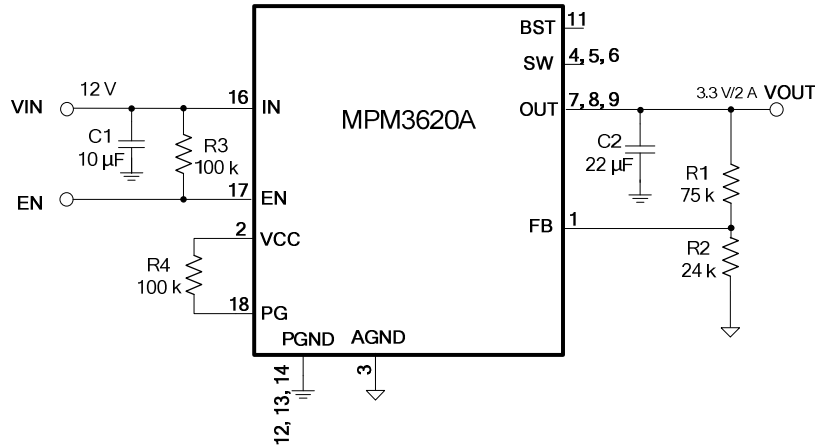 BST
11
SW
4, 5, 6
VIN
12 V
16
IN
MPM3620A
OUT
7, 8, 9
3.3 V/2 A
VOUT
C1
10 µF
R3
100 k
C2
22 µF
R1
75 k
EN
17
EN
2
VCC
FB
1
R2
24 k
R4
100 k
18
PG
PGND
AGND
12, 13, 14
3